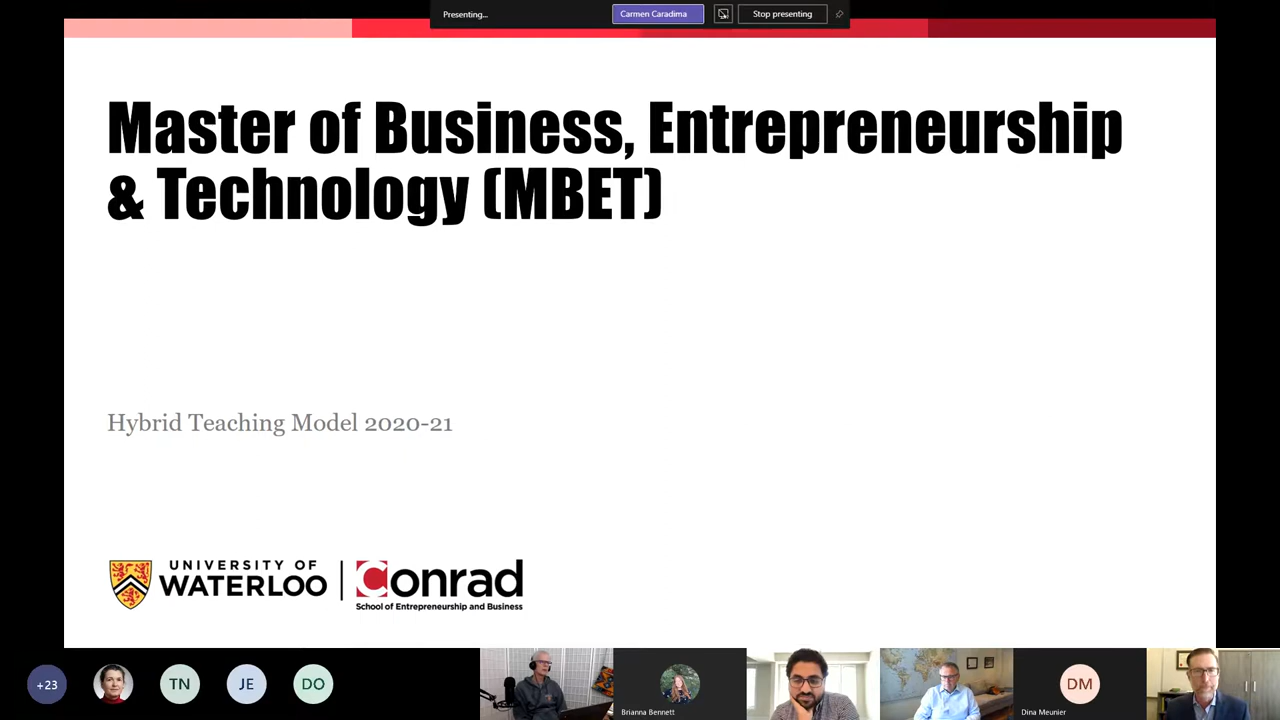 Presenting...
Carmen Caradima
Stop presenting
Master of Business, Entrepreneurship
& Technology (MBET)
Hybrid Teaching Model 2020-21
UNIVERSITY OF
WATERLOO
Conrad
School of Entrepreneurship and Business
+23
TN
JE
DO
Brianna Bennett
DM
Dina Meunier